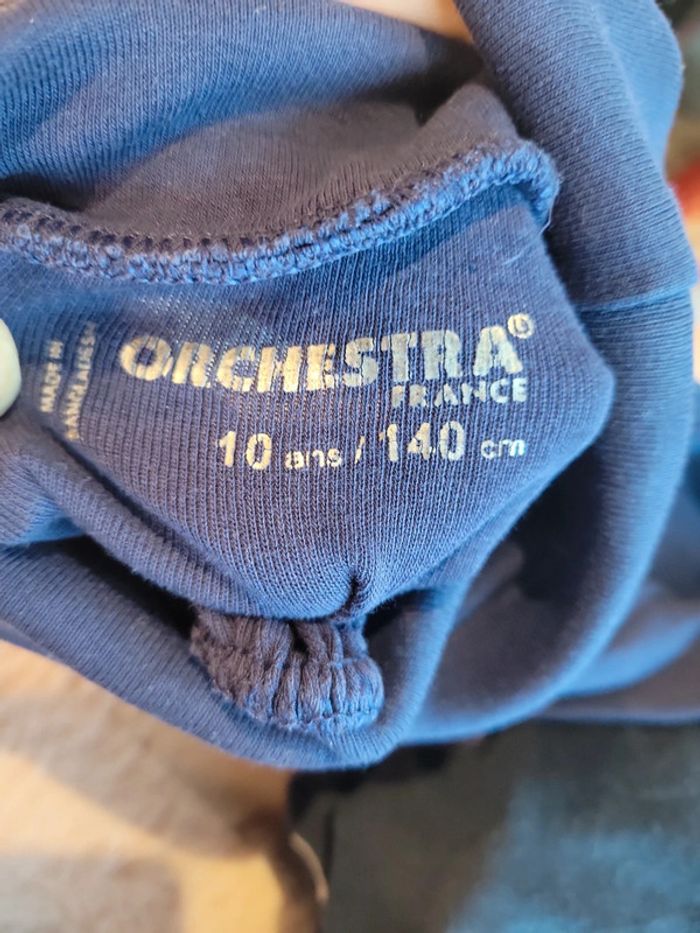 ORCHESTRA®
FRANCE
10 ans / 140 cm
MADE IN
BANGLADESH